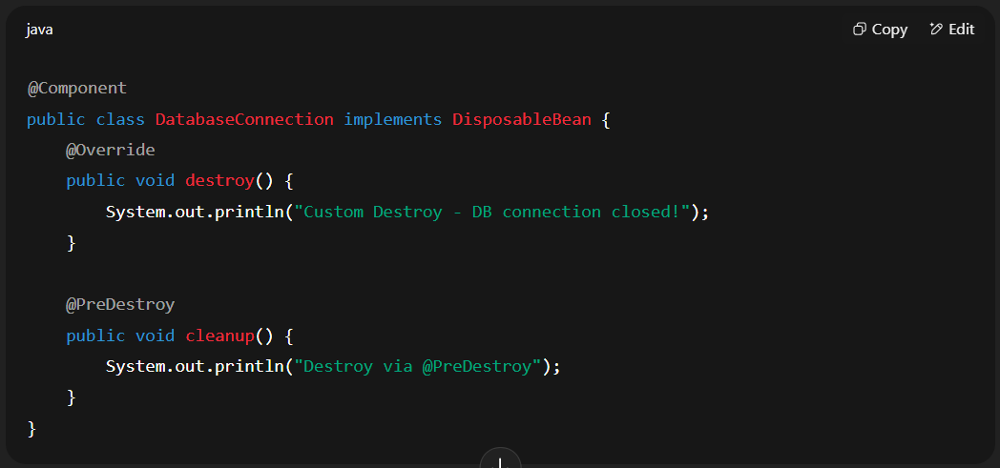 java
Copy
Edit
@Component
public class DatabaseConnection implements DisposableBean {
    @Override
    public void destroy() {
        System.out.println("Custom Destroy - DB connection closed!");
    }
    @PreDestroy
    public void cleanup() {
        System.out.println("Destroy via @PreDestroy");
    }
}